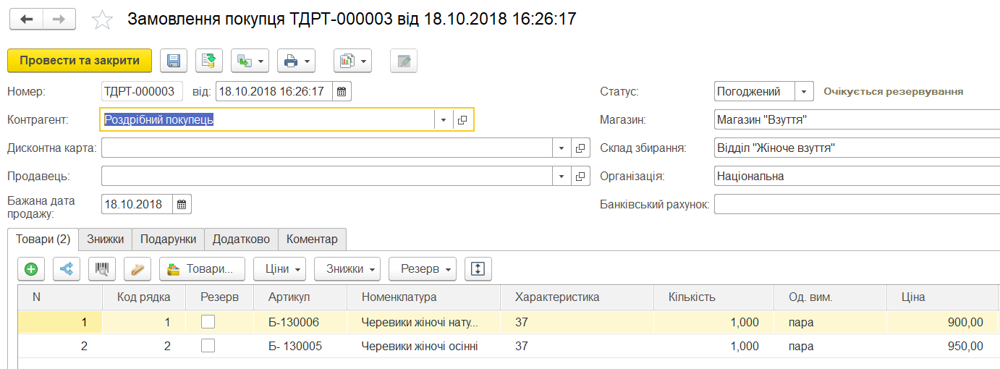 Замовлення покупця ТДРТ-000003 від 18.10.2018 16:26:17
Провести та закрити
Номер: ТДРТ-000003 від: 18.10.2018 16:26:17 Статус: Погоджений Очікується резервування
Контрагент: Роздрібний покупець Магазин: Магазин "Взуття"
Дисконтна карта: Склад збирання: Відділ "Жіноче взуття"
Продавець: Організація: Національна
Бажана дата
продажу: 18.10.2018 Банківський рахунок:
Товари (2) Знижки Подарунки Додатково Коментар
Товари... Ціни Знижки Резерв
N Код рядка Резерв Артикул Номенклатура Характеристика Кількість Од. вим. Ціна
1 1 Б-130006 Черевики жіночі нату... 37 1,000 пара 900,00
2 2 Б- 130005 Черевики жіночі осінні 37 1,000 пара 950,00